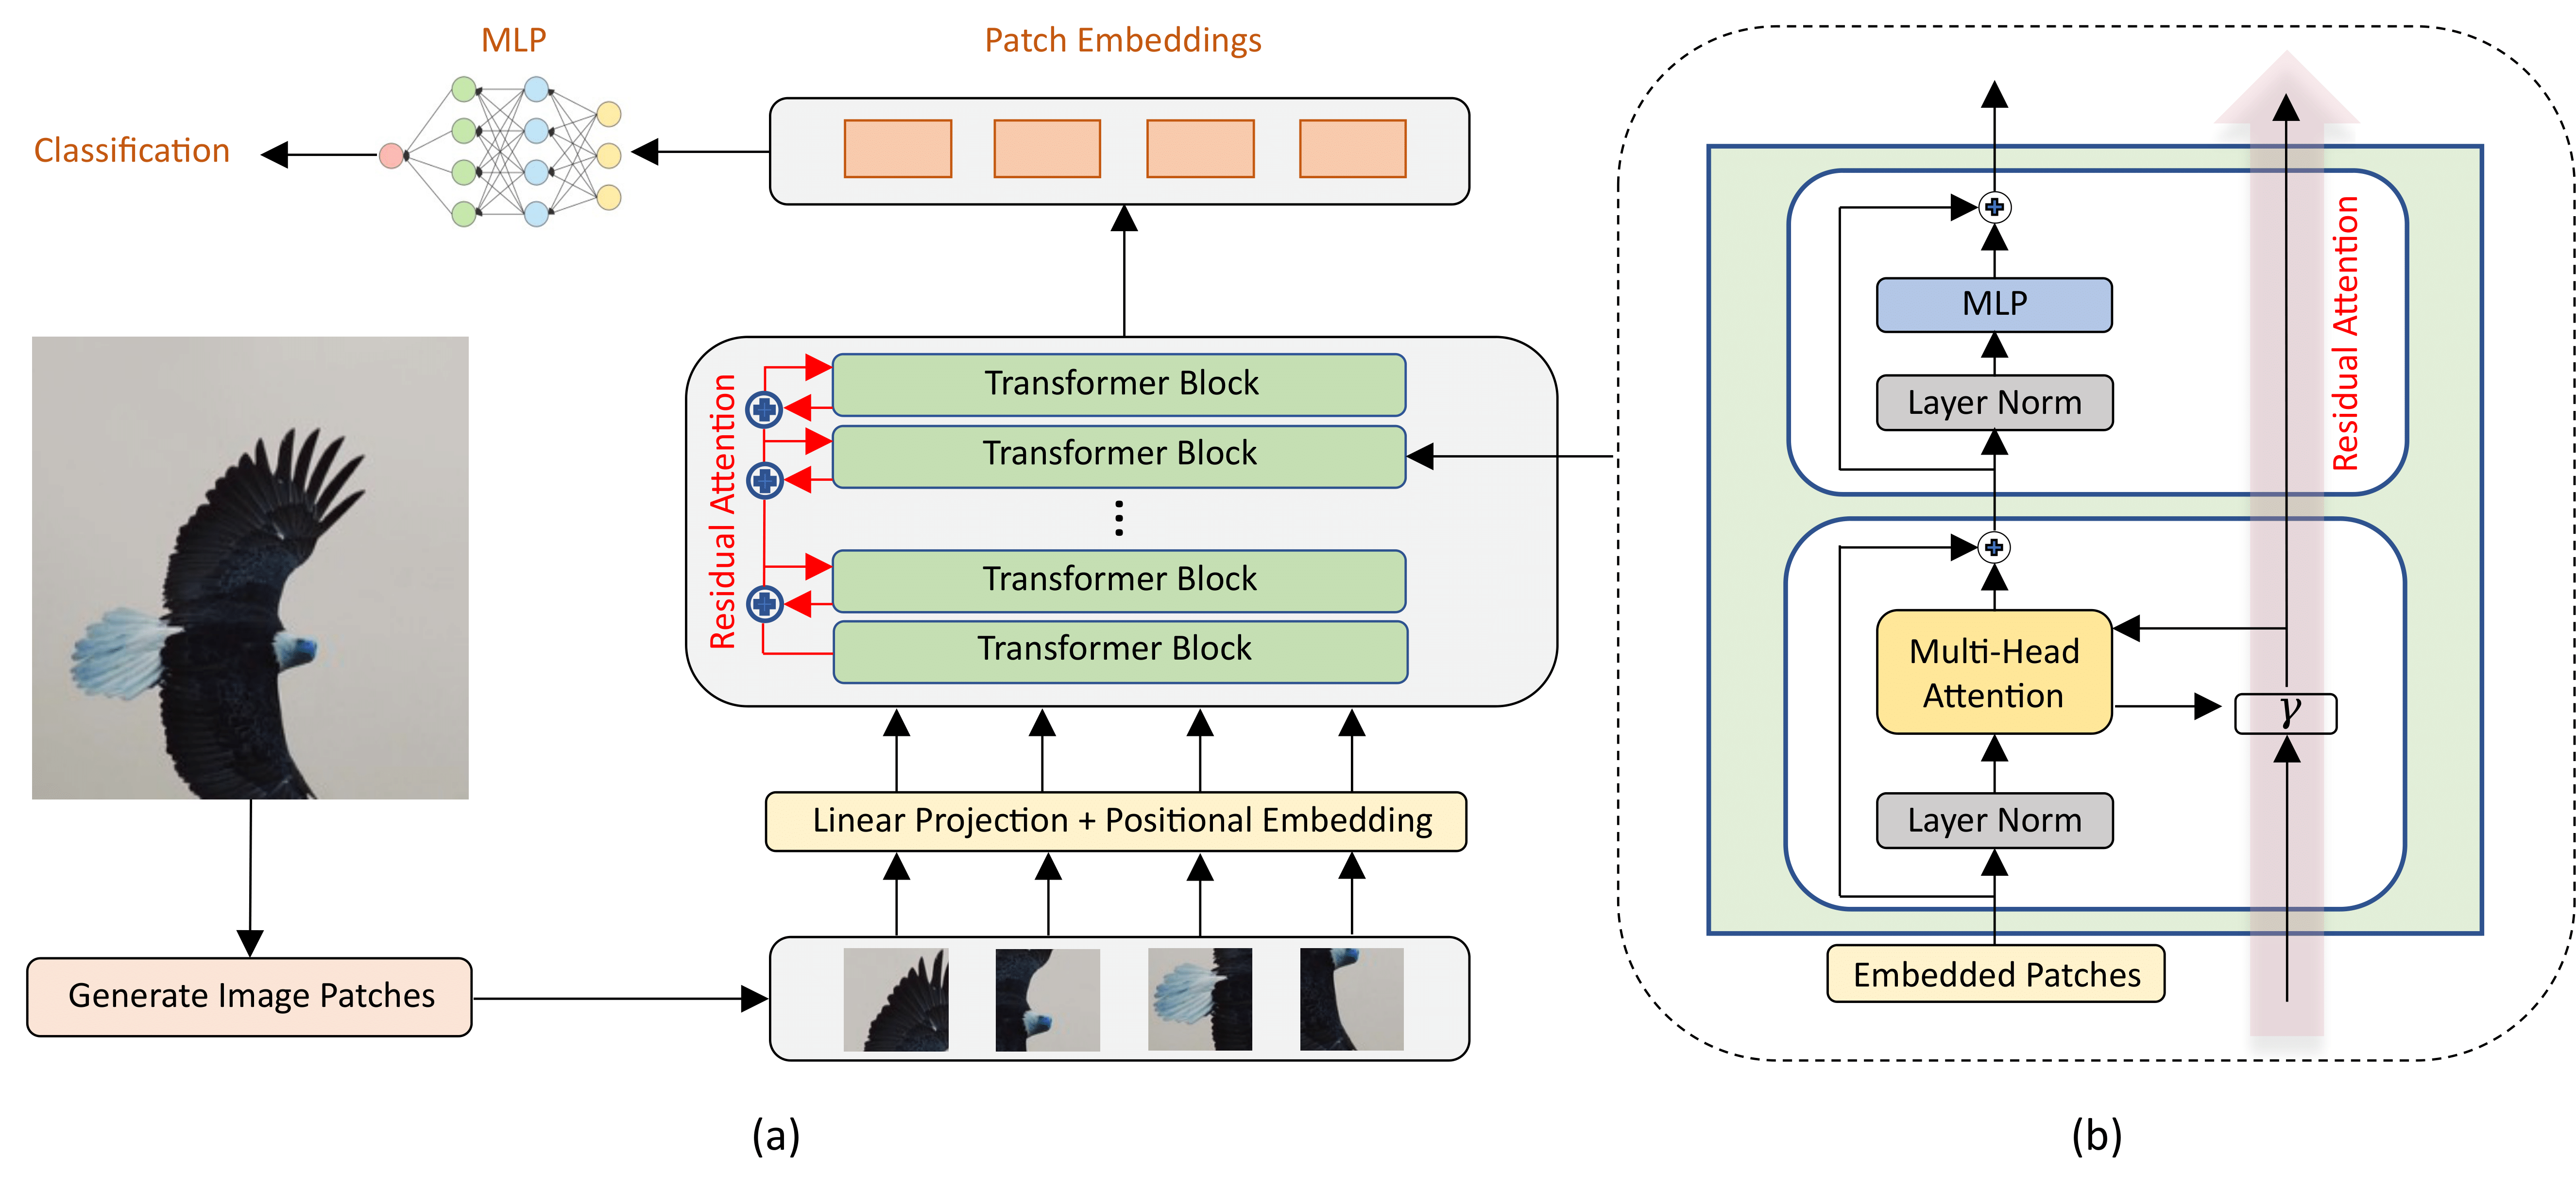 MLP
Patch Embeddings
Classification
Residual Attention
Transformer Block
Transformer Block
Transformer Block
Transformer Block
Linear Projection + Positional Embedding
Generate Image Patches
(a)
Residual Attention
MLP
Layer Norm
Multi-Head
Attention
γ
Layer Norm
Embedded Patches
(b)